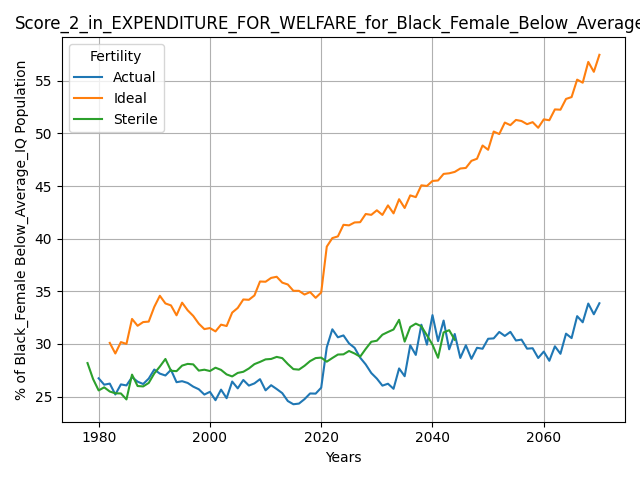 Score_2_in_EXPENDITURE_FOR_WELFARE_for_Black_Female_Below_Average
% of Black_Female Below_Average_IQ Population
Fertility
Actual
Ideal
Sterile
55
50
45
40
35
30
25
1980 2000 2020 2040 2060
Years